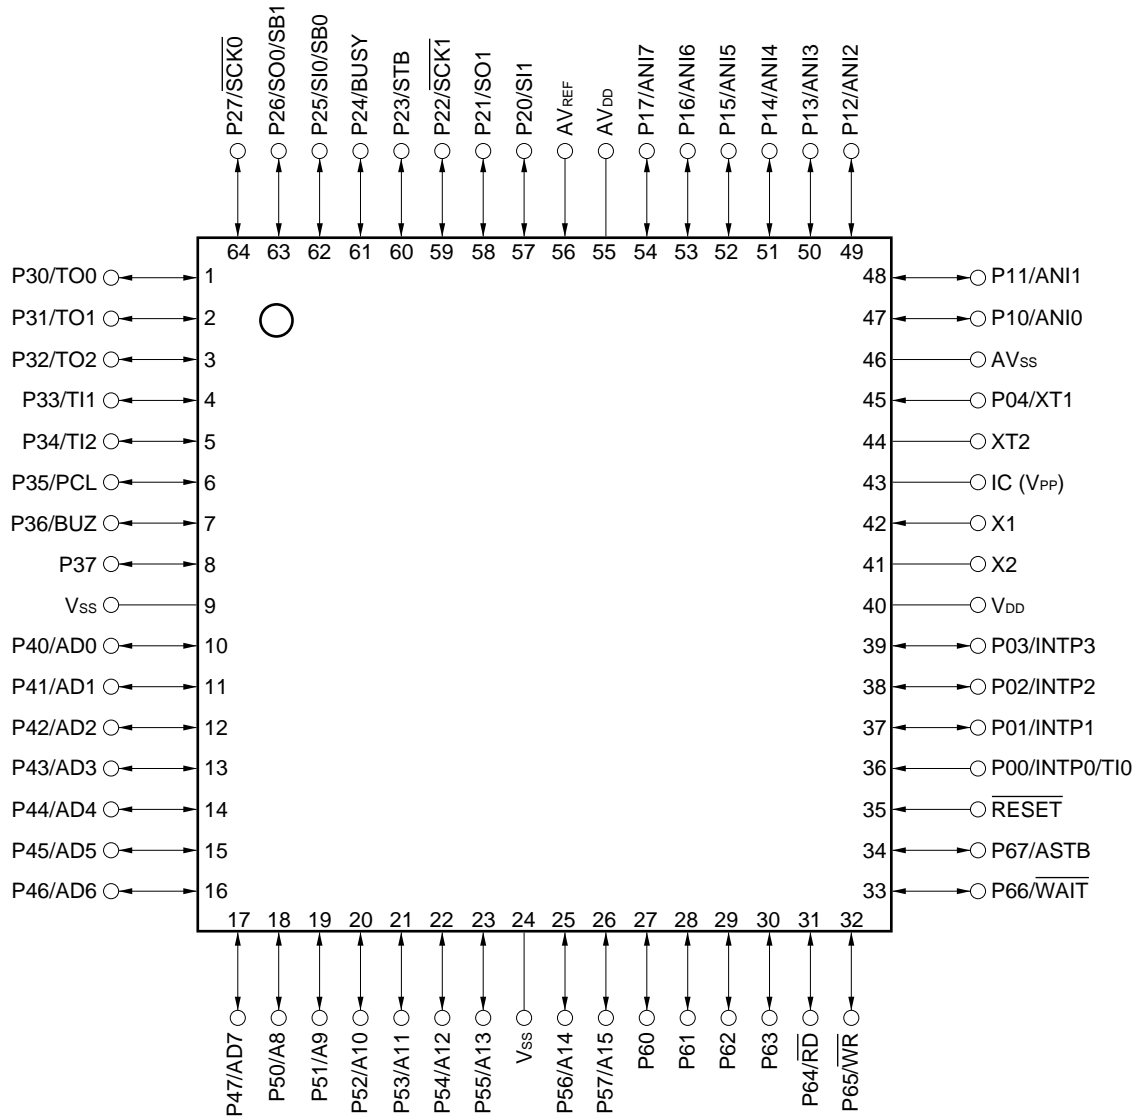 P27/SCK0
P26/SO0/SB1
P25/SI0/SB0
P24/BUSY
P23/STB
P22/SCK1
P21/SO1
P20/SI1
AVREF
AVDD
P17/ANI7
P16/ANI6
P15/ANI5
P14/ANI4
P13/ANI3
P12/ANI2
64 63 62 61 60 59 58 57 56 55 54 53 52 51 50 49
P30/TO0 1 48 P11/ANI1
P31/TO1 2 47 P10/ANI0
P32/TO2 3 46 AVSS
P33/TI1 4 45 P04/XT1
P34/TI2 5 44 XT2
P35/PCL 6 43 IC (VPP)
P36/BUZ 7 42 X1
P37 8 41 X2
VSS 9 40 VDD
P40/AD0 10 39 P03/INTP3
P41/AD1 11 38 P02/INTP2
P42/AD2 12 37 P01/INTP1
P43/AD3 13 36 P00/INTP0/TI0
P44/AD4 14 35 RESET
P45/AD5 15 34 P67/ASTB
P46/AD6 16 33 P66/WAIT
17 18 19 20 21 22 23 24 25 26 27 28 29 30 31 32
P47/AD7
P50/A8
P51/A9
P52/A10
P53/A11
P54/A12
P55/A13
VSS
P56/A14
P57/A15
P60
P61
P62
P63
P64/RD
P65/WR